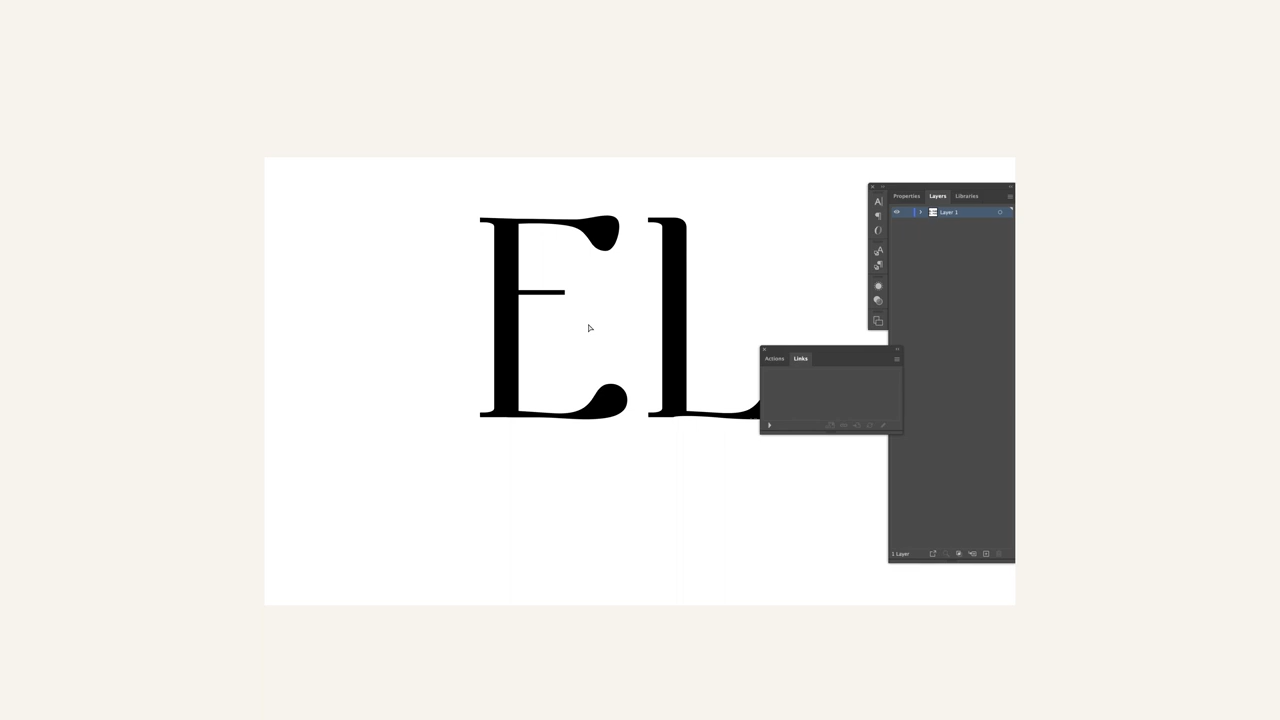 EL
Properties Layers Libraries
Layer 1
Actions Links
1 Layer